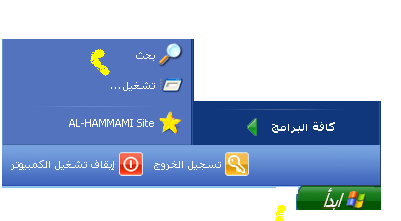 بحث
تشغيل...
AL-HAMMAMI Site
كافة البرامج
تسجيل الخروج
إيقاف تشغيل الكمبيوتر
ابدأ